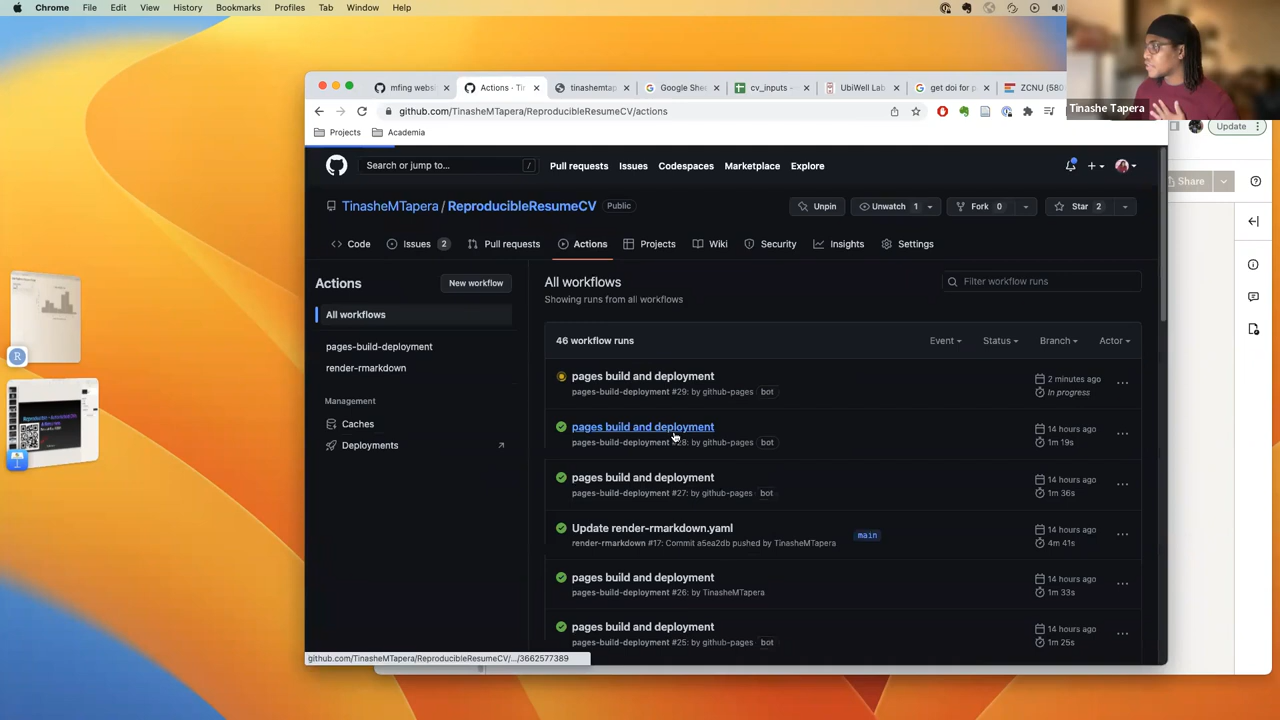 Chrome File Edit View History Bookmarks Profiles Tab Window Help
Tinashe Tapera
mfing websi
Actions · Ti
tinashemtap
Google She
cv_inputs -
UbiWell Lab
get doi for p
ZCNU (580
github.com/TinasheMTapera/ReproducibleResumeCV/actions
Update
Projects Academia
Search or jump to... /
Pull requests Issues Codespaces Marketplace Explore
Share
TinasheMTapera / ReproducibleResumeCV Public
Unpin
Unwatch 1
Fork 0
Star 2
Code
Issues 2
Pull requests
Actions
Projects
Wiki
Security
Insights
Settings
Actions
New workflow
All workflows
pages-build-deployment
render-rmarkdown
Management
Caches
Deployments
All workflows
Showing runs from all workflows
Filter workflow runs
46 workflow runs
Event Status Branch Actor
pages build and deployment
pages-build-deployment #29: by github-pages bot
2 minutes ago
In progress
pages build and deployment
pages-build-deployment #28: by github-pages bot
14 hours ago
1m 19s
pages build and deployment
pages-build-deployment #27: by github-pages bot
14 hours ago
1m 36s
Update render-rmarkdown.yaml
render-rmarkdown #17: Commit a5ea2db pushed by TinasheMTapera
main
14 hours ago
4m 41s
pages build and deployment
pages-build-deployment #26: by TinasheMTapera
14 hours ago
1m 33s
pages build and deployment
pages-build-deployment #25: by github-pages bot
14 hours ago
1m 25s
github.com/TinasheMTapera/ReproducibleResumeCV/.../3662577389
R